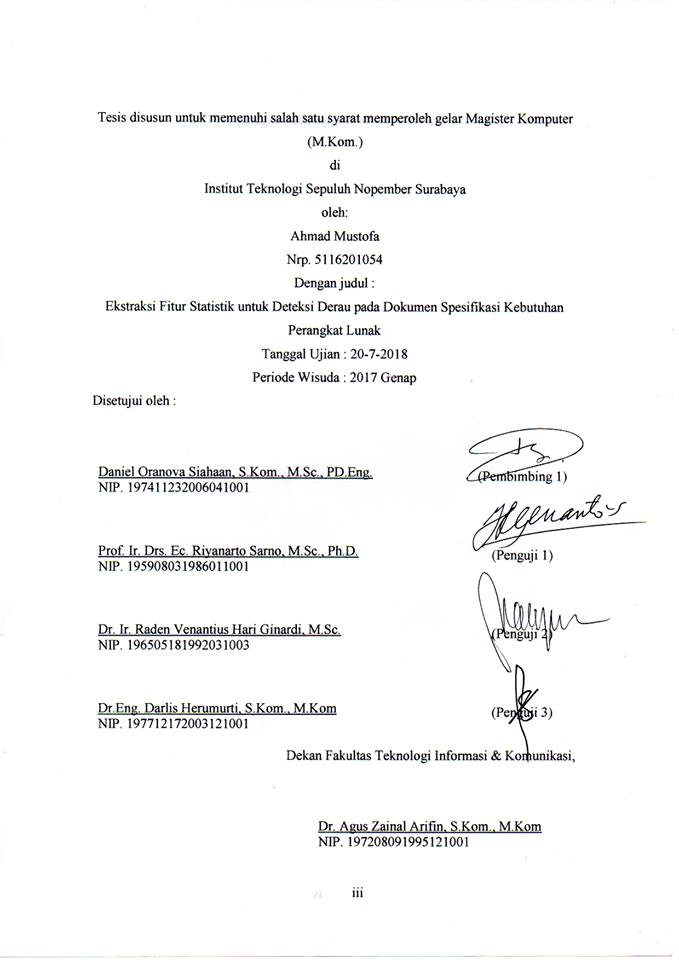 Tesis disusun untuk memenuhi salah satu syarat memperoleh gelar Magister Komputer
(M.Kom.)
di
Institut Teknologi Sepuluh Nopember Surabaya
oleh:
Ahmad Mustofa
Nrp. 5116201054
Dengan judul :
Ekstraksi Fitur Statistik untuk Deteksi Derau pada Dokumen Spesifikasi Kebutuhan
Perangkat Lunak
Tanggal Ujian : 20-7-2018
Periode Wisuda : 2017 Genap
Disetujui oleh :
Daniel Oranova Siahaan, S.Kom., M.Sc., PD.Eng.
NIP. 197411232006041001
(Pembimbing 1)
Prof. Ir. Drs. Ec. Riyanarto Sarno, M.Sc., Ph.D.
NIP. 195908031986011001
(Penguji 1)
Dr. Ir. Raden Venantius Hari Ginardi, M.Sc.
NIP. 196505181992031003
(Penguji 2)
Dr.Eng. Darlis Herumurti, S.Kom., M.Kom
NIP. 197712172003121001
(Penguji 3)
Dekan Fakultas Teknologi Informasi & Komunikasi,
Dr. Agus Zainal Arifin, S.Kom., M.Kom
NIP. 197208091995121001
iii